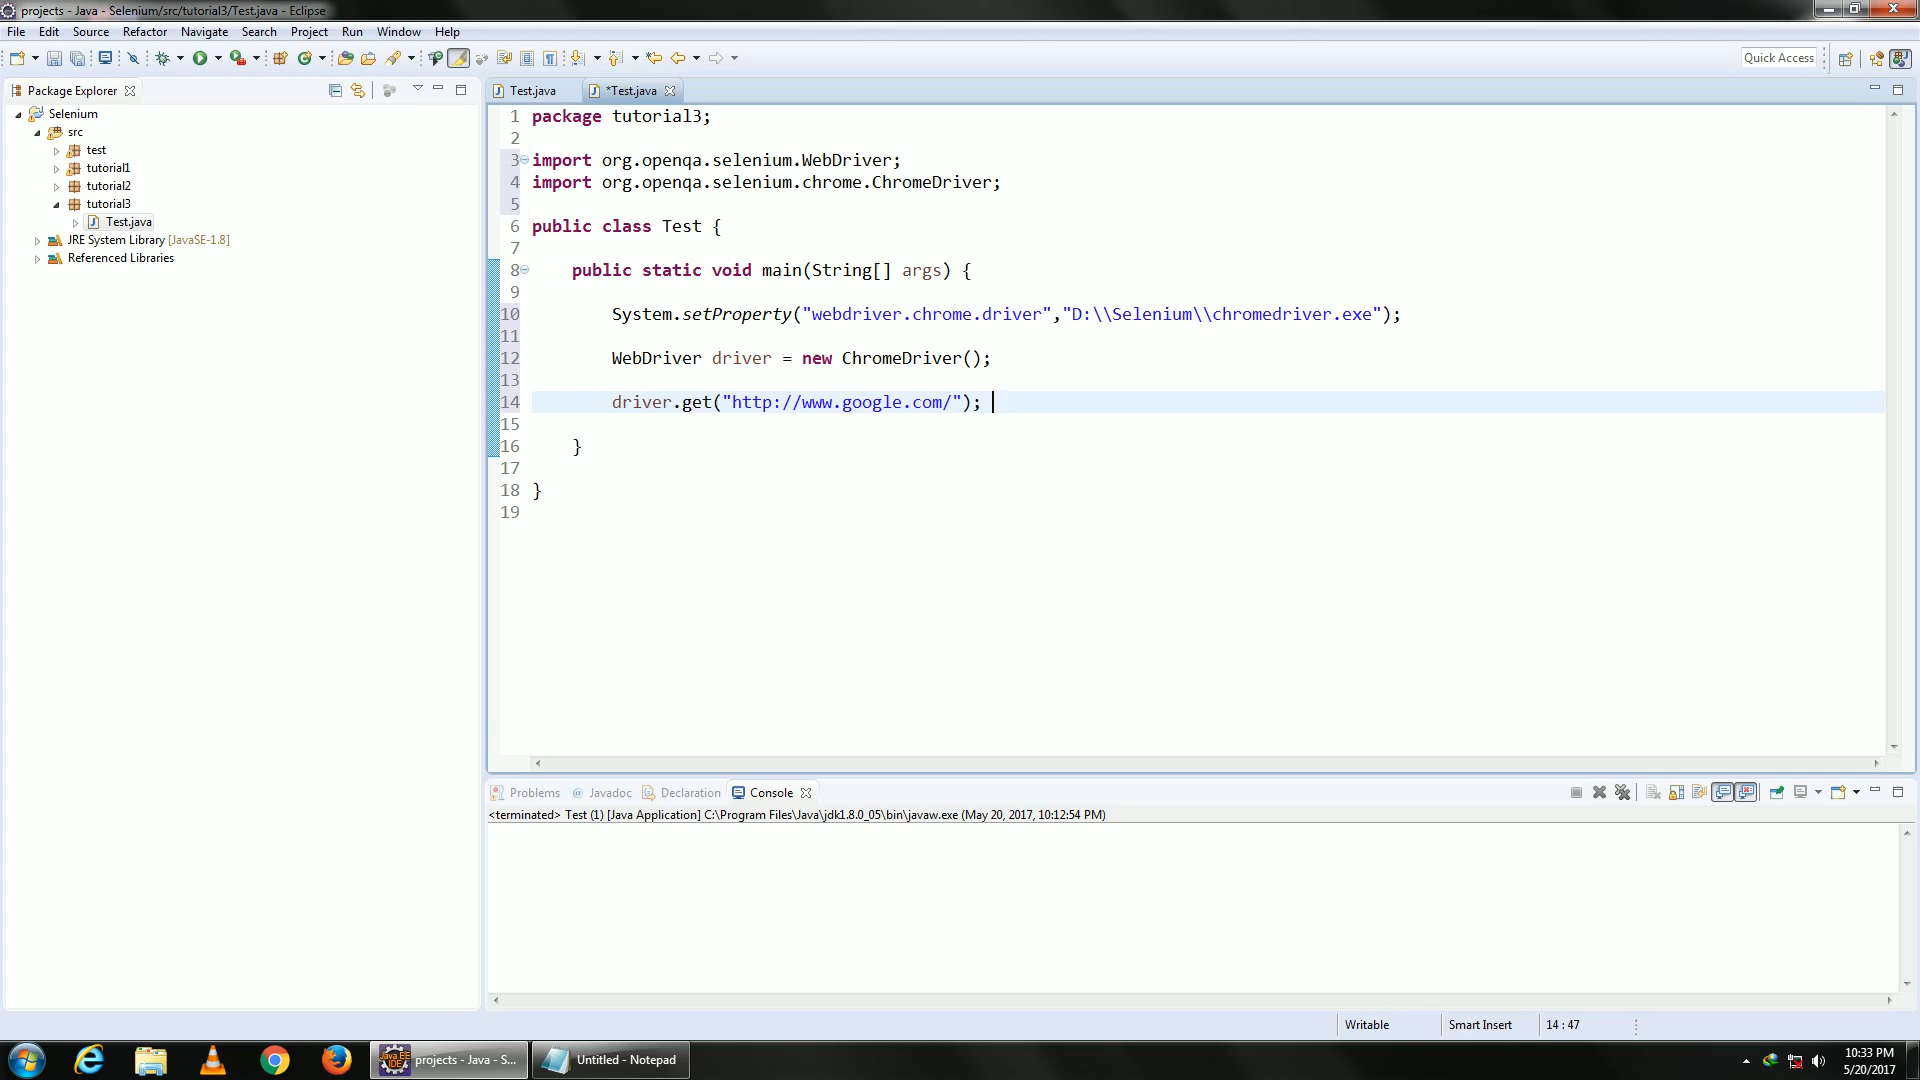 projects - Java - Selenium/src/tutorial3/Test.java - Eclipse
File Edit Source Refactor Navigate Search Project Run Window Help
Quick Access
Package Explorer
Selenium
src
test
tutorial1
tutorial2
tutorial3
Test.java
JRE System Library [JavaSE-1.8]
Referenced Libraries
Test.java *Test.java
1 package tutorial3;
2
3 import org.openqa.selenium.WebDriver;
4 import org.openqa.selenium.chrome.ChromeDriver;
5
6 public class Test {
7
8 public static void main(String[] args) {
9
10 System.setProperty("webdriver.chrome.driver","D:\\Selenium\\chromedriver.exe");
11
12 WebDriver driver = new ChromeDriver();
13
14 driver.get("http://www.google.com/");
15
16 }
17
18 }
19
Problems @ Javadoc Declaration Console
<terminated> Test (1) [Java Application] C:\Program Files\Java\jdk1.8.0_05\bin\javaw.exe (May 20, 2017, 10:12:54 PM)
Writable Smart Insert 14 : 47
Java EE IDE projects - Java - S... Untitled - Notepad
10:33 PM
5/20/2017